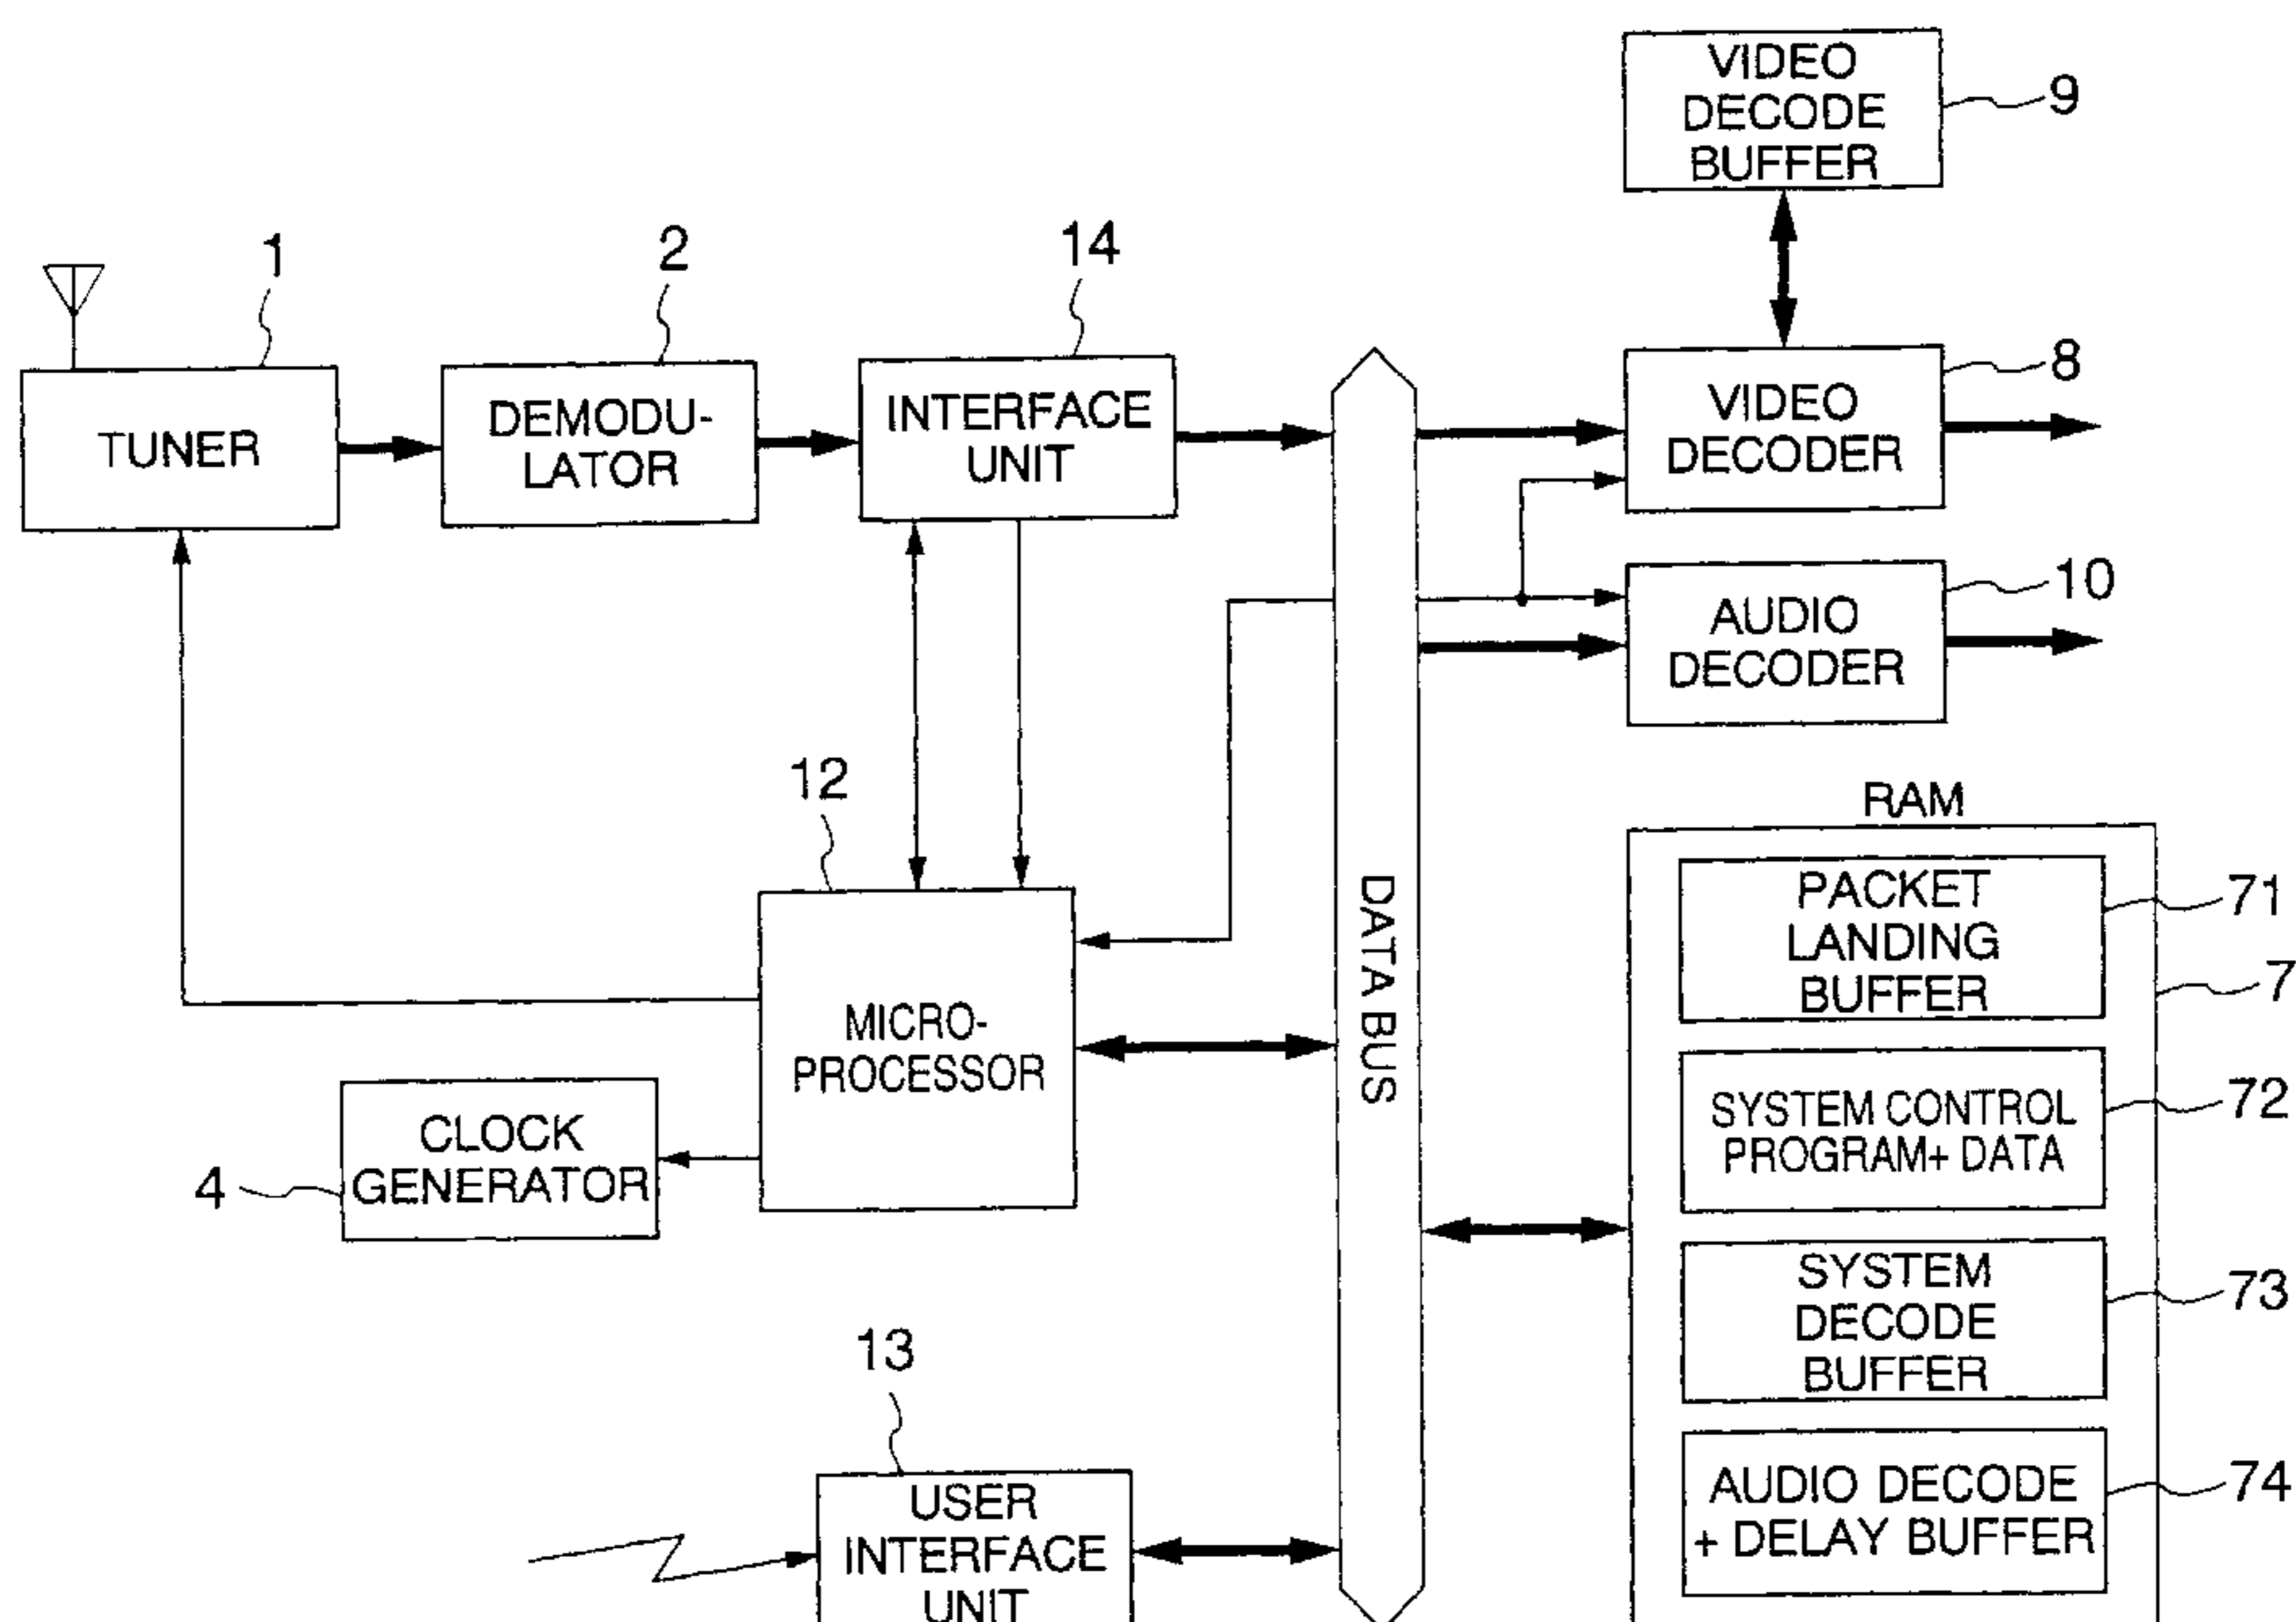 VIDEO
DECODE
BUFFER
9
1
2
14
TUNER
DEMODU-
LATOR
INTERFACE
UNIT
VIDEO
DECODER
8
AUDIO
DECODER
10
12
MICRO-
PROCESSOR
DATA BUS
CLOCK
GENERATOR
4
RAM
PACKET
LANDING
BUFFER
71
7
SYSTEM CONTROL
PROGRAM+ DATA
72
SYSTEM
DECODE
BUFFER
73
AUDIO DECODE
+ DELAY BUFFER
74
13
USER
INTERFACE
UNIT